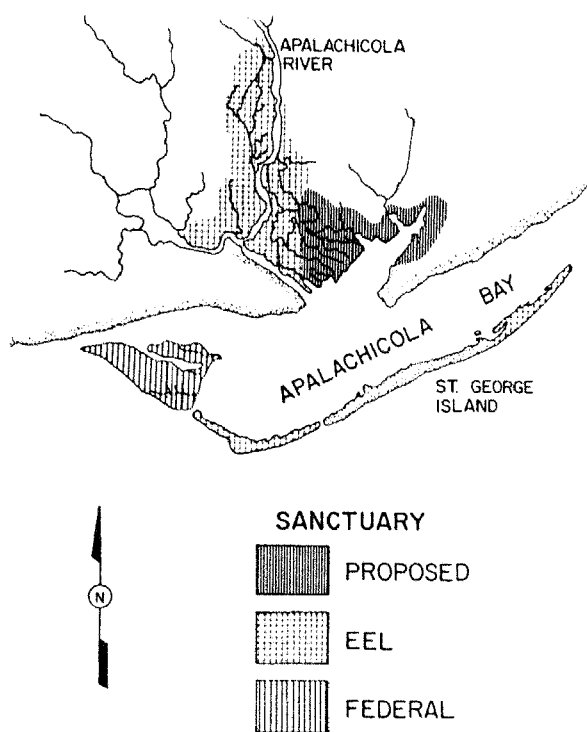 APALACHICOLA
RIVER
APALACHICOLA BAY
ST. GEORGE
ISLAND
N
SANCTUARY
PROPOSED
EEL
FEDERAL